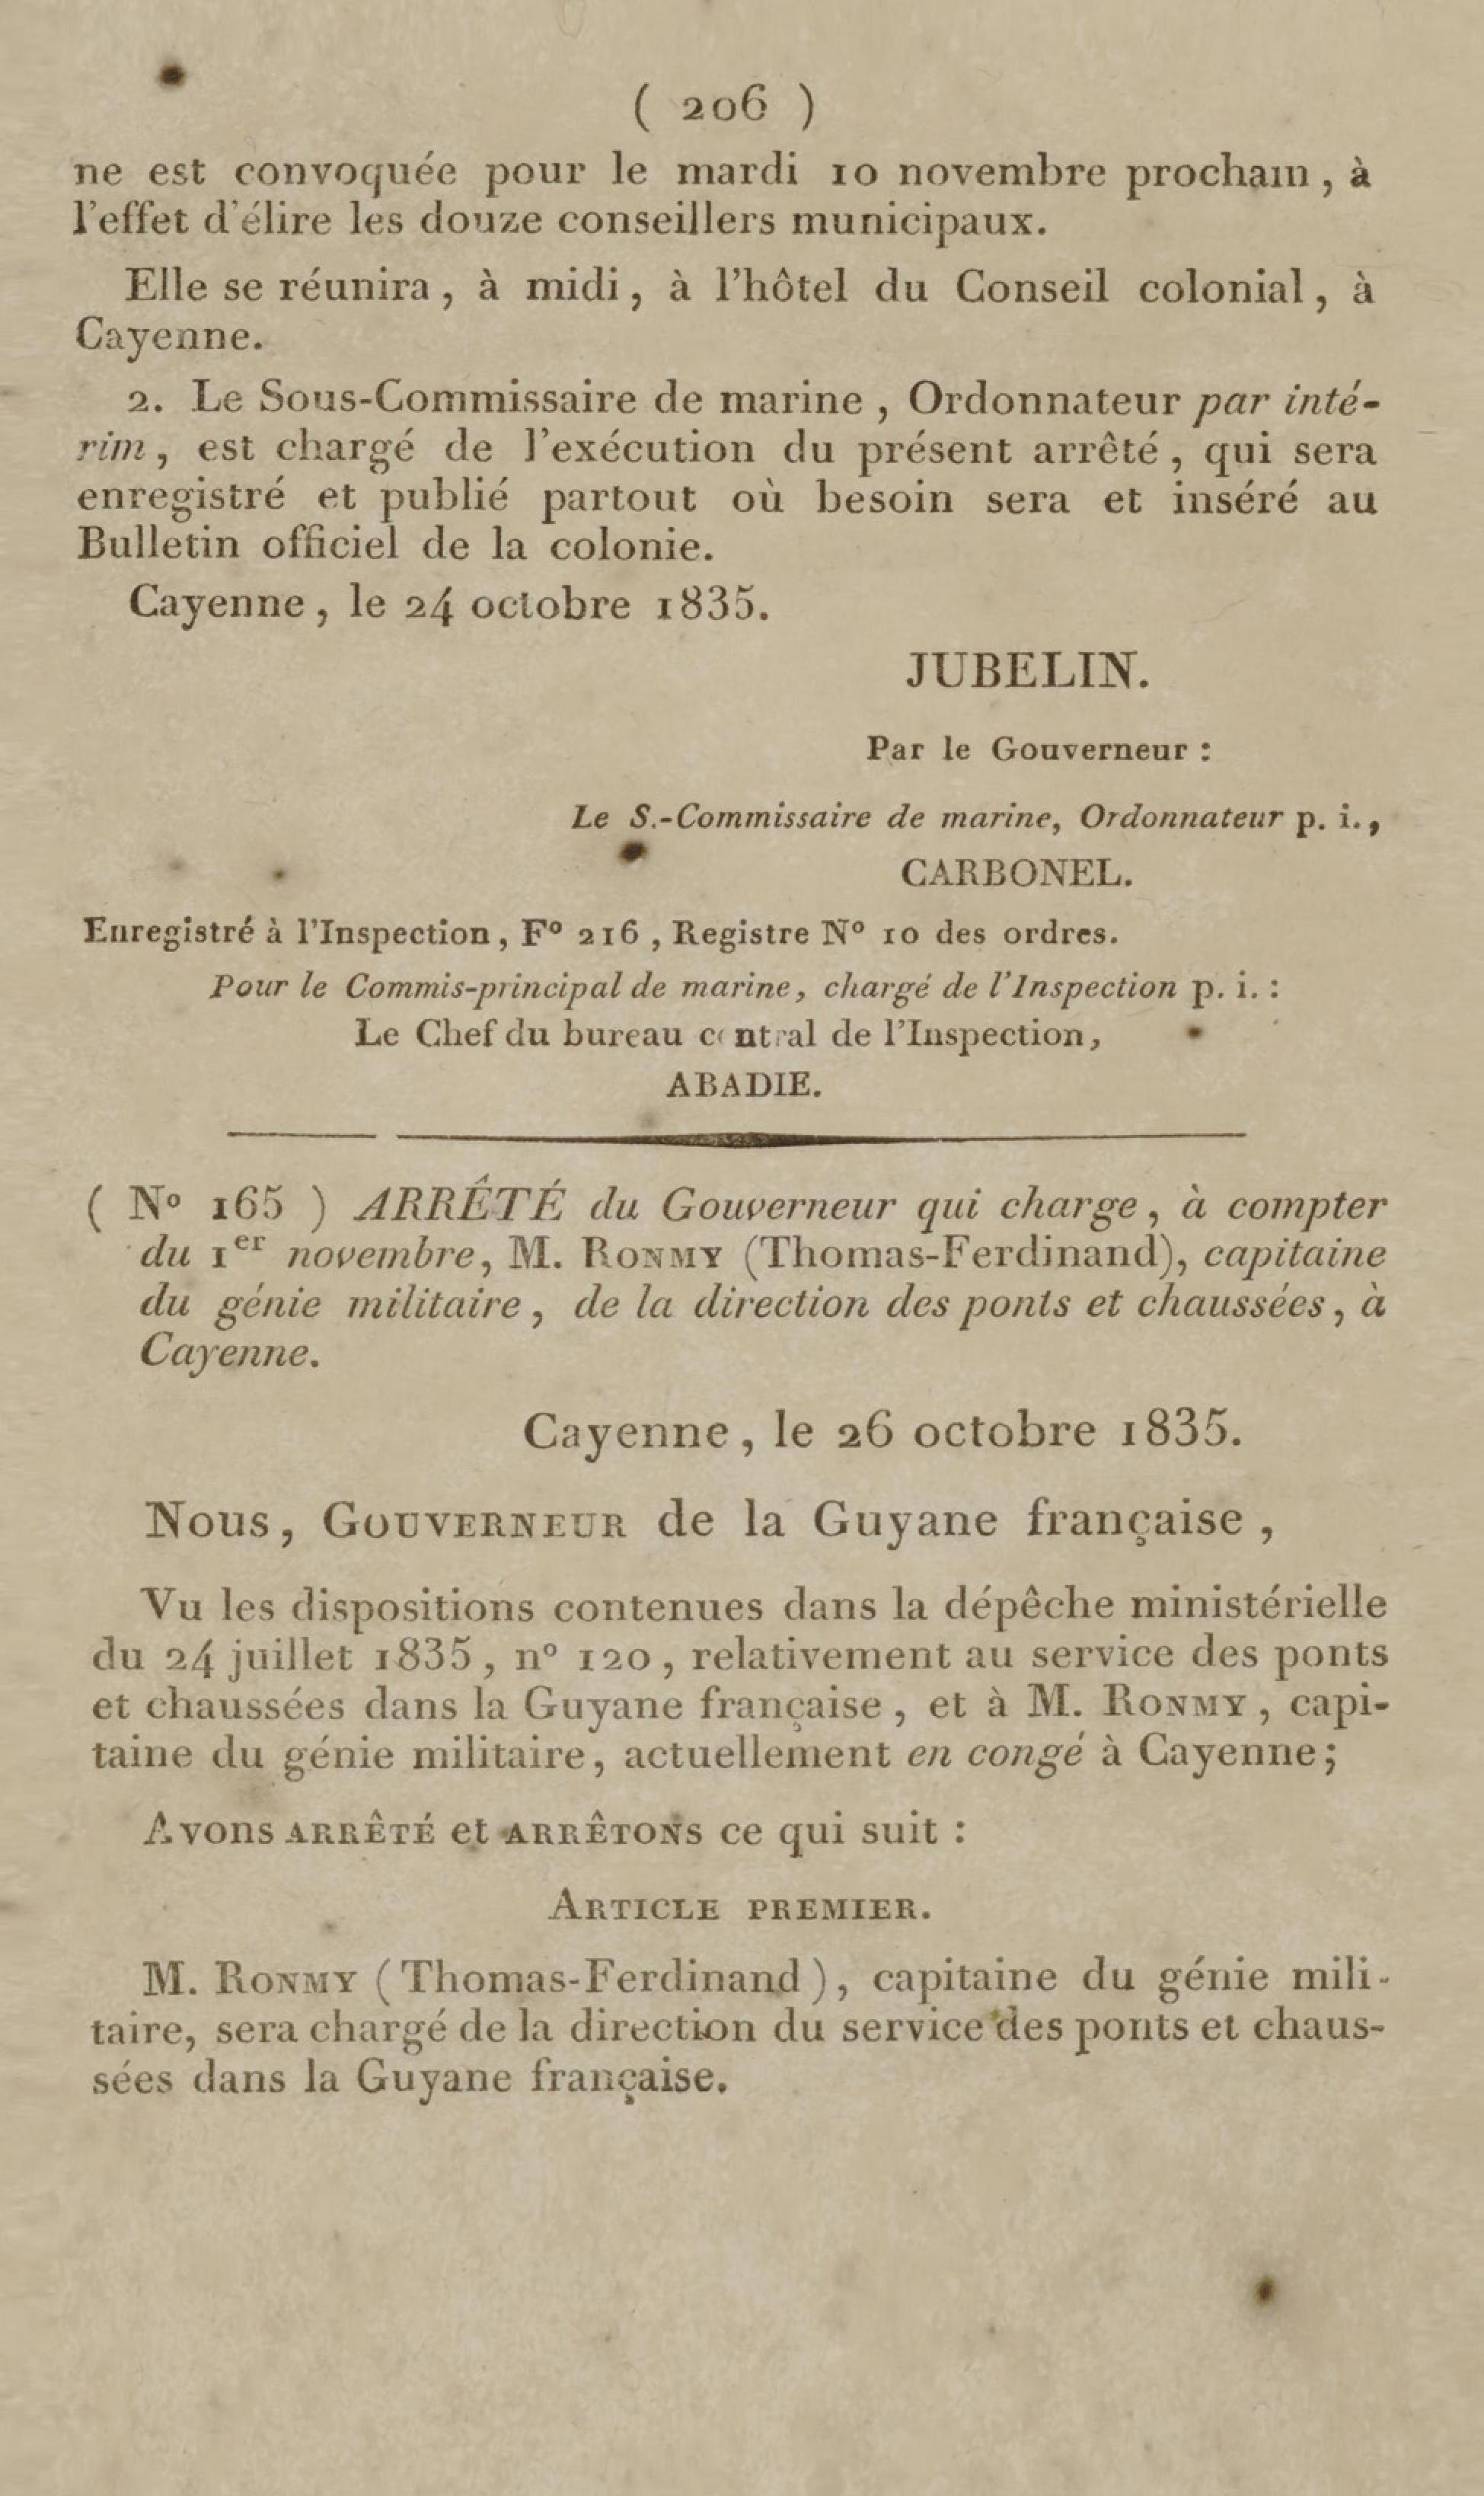 ( 206 )
ne est convoquée pour le mardi 10 novembre prochain , à
l'effet d'élire les douze conseillers municipaux.
Elle se réunira , à midi , à l'hôtel du Conseil colonial , à
Cayenne.
2. Le Sous-Commissaire de marine , Ordonnateur par inté-
rim , est chargé de l'exécution du présent arrêté , qui sera
enregistré et publié partout où besoin sera et inséré au
Bulletin officiel de la colonie.
Cayenne , le 24 octobre 1835.
JUBELIN.
Par le Gouverneur :
Le S.-Commissaire de marine, Ordonnateur p. i.,
CARBONEL.
Enregistré à l'Inspection , Fº 216 , Registre Nº 10 des ordres.
Pour le Commis-principal de marine, chargé de l'Inspection p. i. :
Le Chef du bureau central de l'Inspection,
ABADIE.
( Nº 165 ) ARRÊTÉ du Gouverneur qui charge , à compter
du 1er novembre, M. RONMY (Thomas-Ferdinand), capitaine
du génie militaire , de la direction des ponts et chaussées , à
Cayenne.
Cayenne , le 26 octobre 1835.
NOUS, GOUVERNEUR de la Guyane française ,
Vu les dispositions contenues dans la dépêche ministérielle
du 24 juillet 1835 , nº 120 , relativement au service des ponts
et chaussées dans la Guyane française , et à M. RONMY , capi-
taine du génie militaire, actuellement en congé à Cayenne ;
Avons ARRÊTÉ et ARRÊTONS ce qui suit :
ARTICLE PREMIER.
M. RONMY ( Thomas-Ferdinand ), capitaine du génie mili-
taire, sera chargé de la direction du service des ponts et chaus-
sées dans la Guyane française.